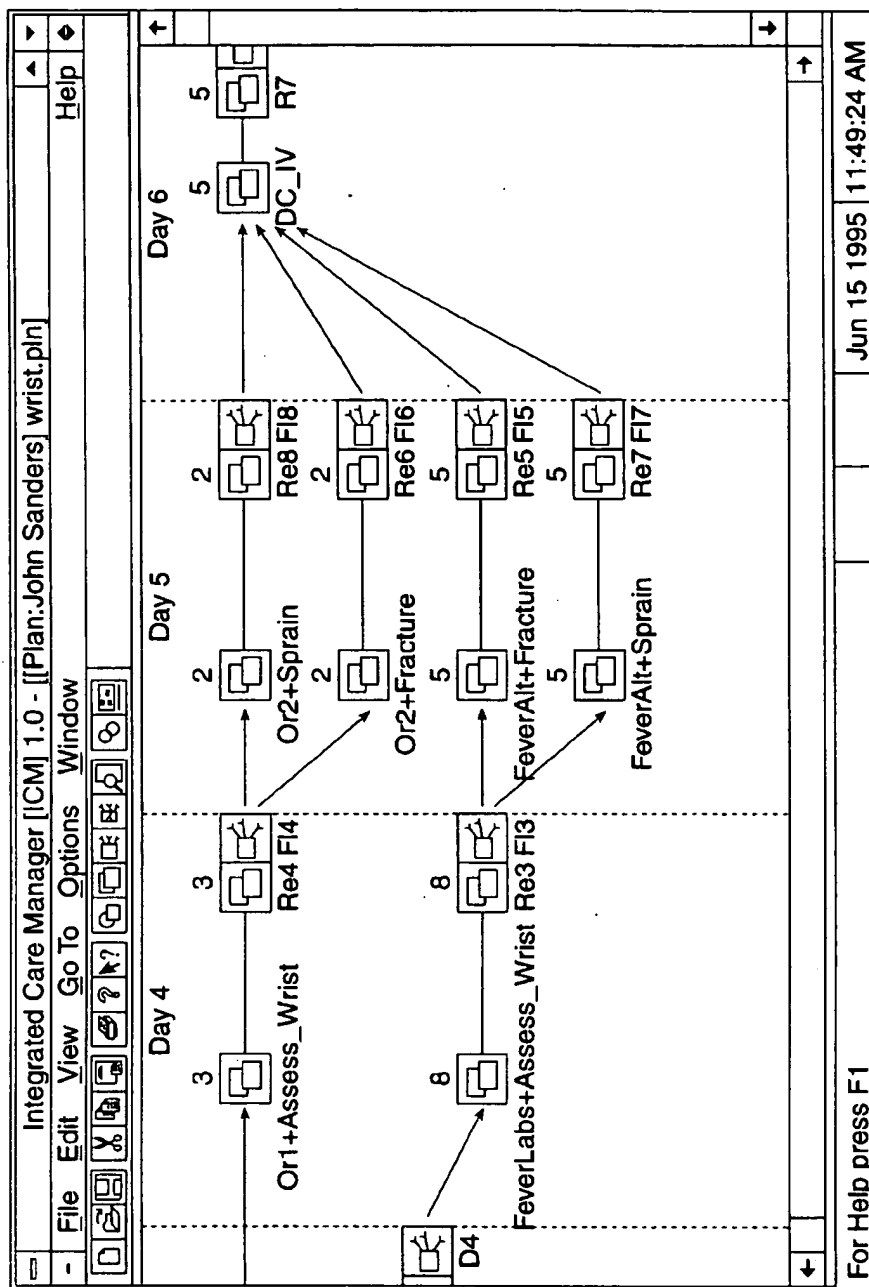 Integrated Care Manager [ICM] 1.0 - [[Plan:John Sanders] wrist.pln]
File Edit View Go To Options Window Help
Day 4 Day 5 Day 6
3 3 2 2 5 5
Or1+Assess_Wrist Re4 Fl4 Or2+Sprain Re8 Fl8 DC_IV R7
2 2
Or2+Fracture Re6 Fl6
D4
8 8 5 5
FeverLabs+Assess_Wrist Re3 Fl3 FeverAlt+Fracture Re5 Fl5
5 5
FeverAlt+Sprain Re7 Fl7
For Help press F1 Jun 15 1995 11:49:24 AM